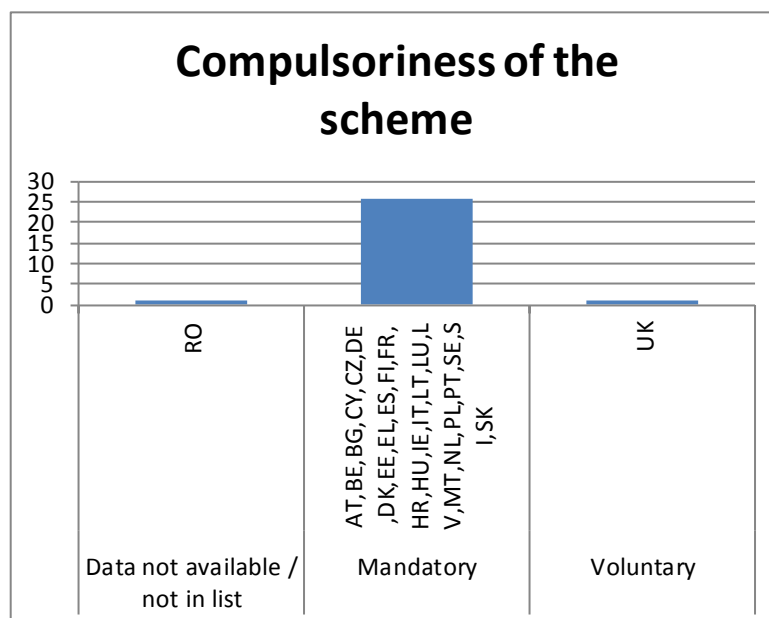 Compulsoriness of the
scheme
30
25
20
15
10
5
0
RO
AT,BE,BG,CY,CZ,DE
,DK,EE,EL,ES,FI,FR,
HR,HU,IE,IT,LT,LU,L
V,MT,NL,PL,PT,SE,S
I,SK
UK
Data not available /
not in list
Mandatory
Voluntary